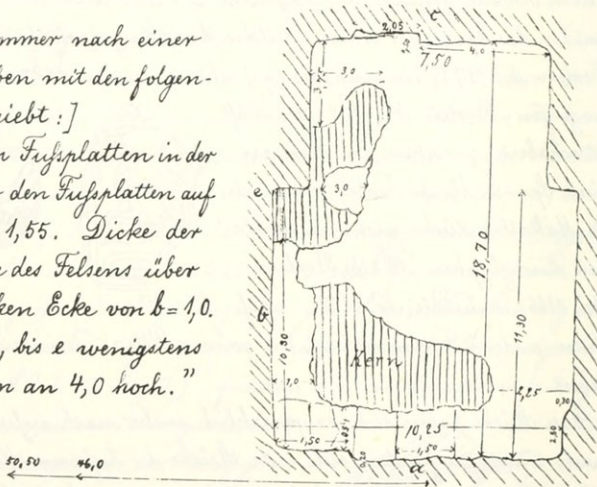 ammer nach einer
ben mit den folgen-
iebt :]
n Fuſsplatten in der
r den Fuſsplatten auf
1,55. Dicke der
des Felsens über
ken Ecke von b=1,0.
, bis e wenigstens
n an 4,0 hoch.”
c
2,05
7,50
4,0
3,0
e
3,0
18,70
11,30
b
10,30
Kern
1,0
2,25
0,30
1,50
10,25
1,50
2,50
0,20
a
50,50
46,0